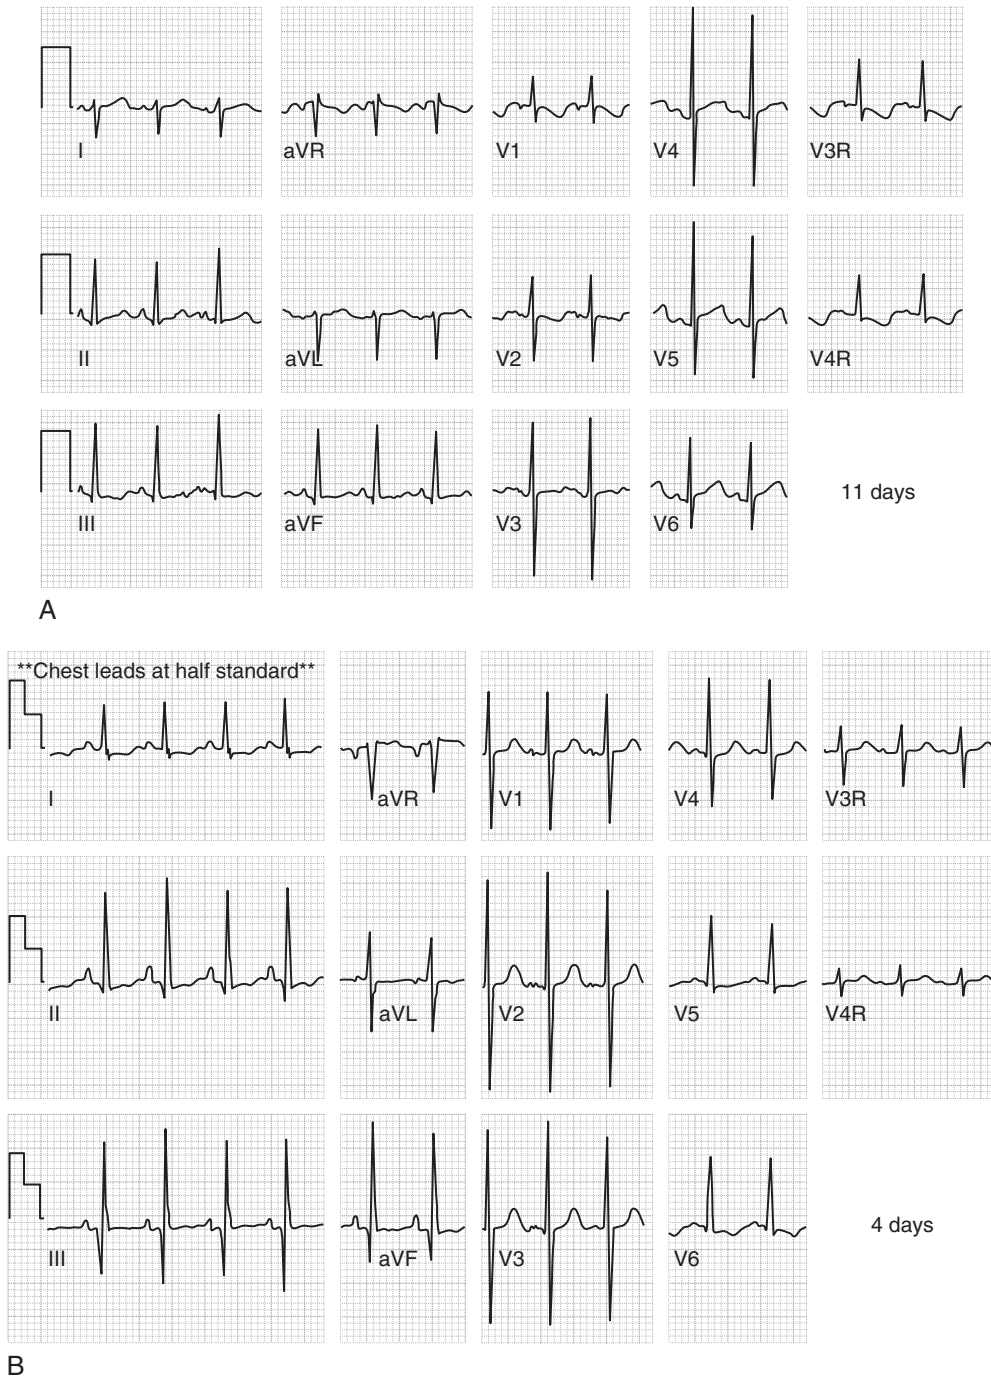 I
aVR
V1
V4
V3R
II
aVL
V2
V5
V4R
III
aVF
V3
V6
11 days
A
**Chest leads at half standard**
I
aVR
V1
V4
V3R
II
aVL
V2
V5
V4R
III
aVF
V3
V6
4 days
B